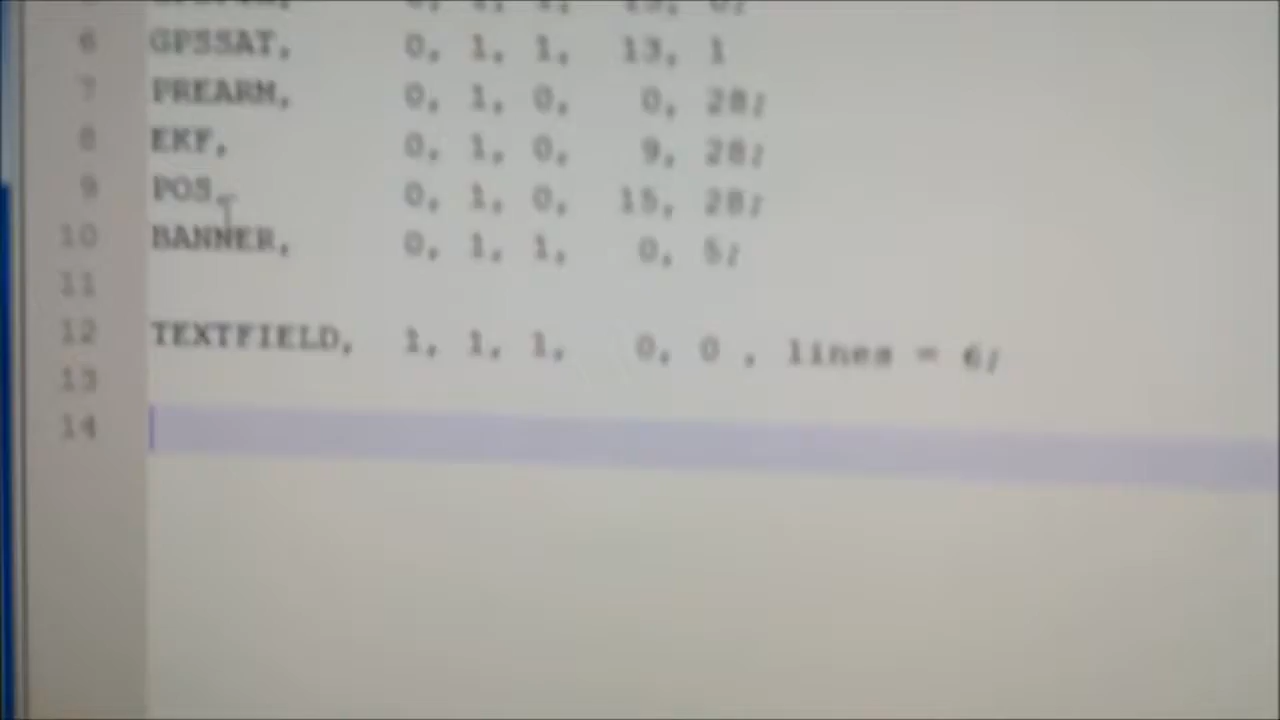 6 GPSSAT, 0, 1, 1, 13, 1
7 PREARM, 0, 1, 0, 0, 28;
8 EKF, 0, 1, 0, 9, 28;
9 POS, 0, 1, 0, 15, 28;
10 BANNER, 0, 1, 1, 0, 5;
11
12 TEXTFIELD, 1, 1, 1, 0, 0 , lines = 6;
13
14